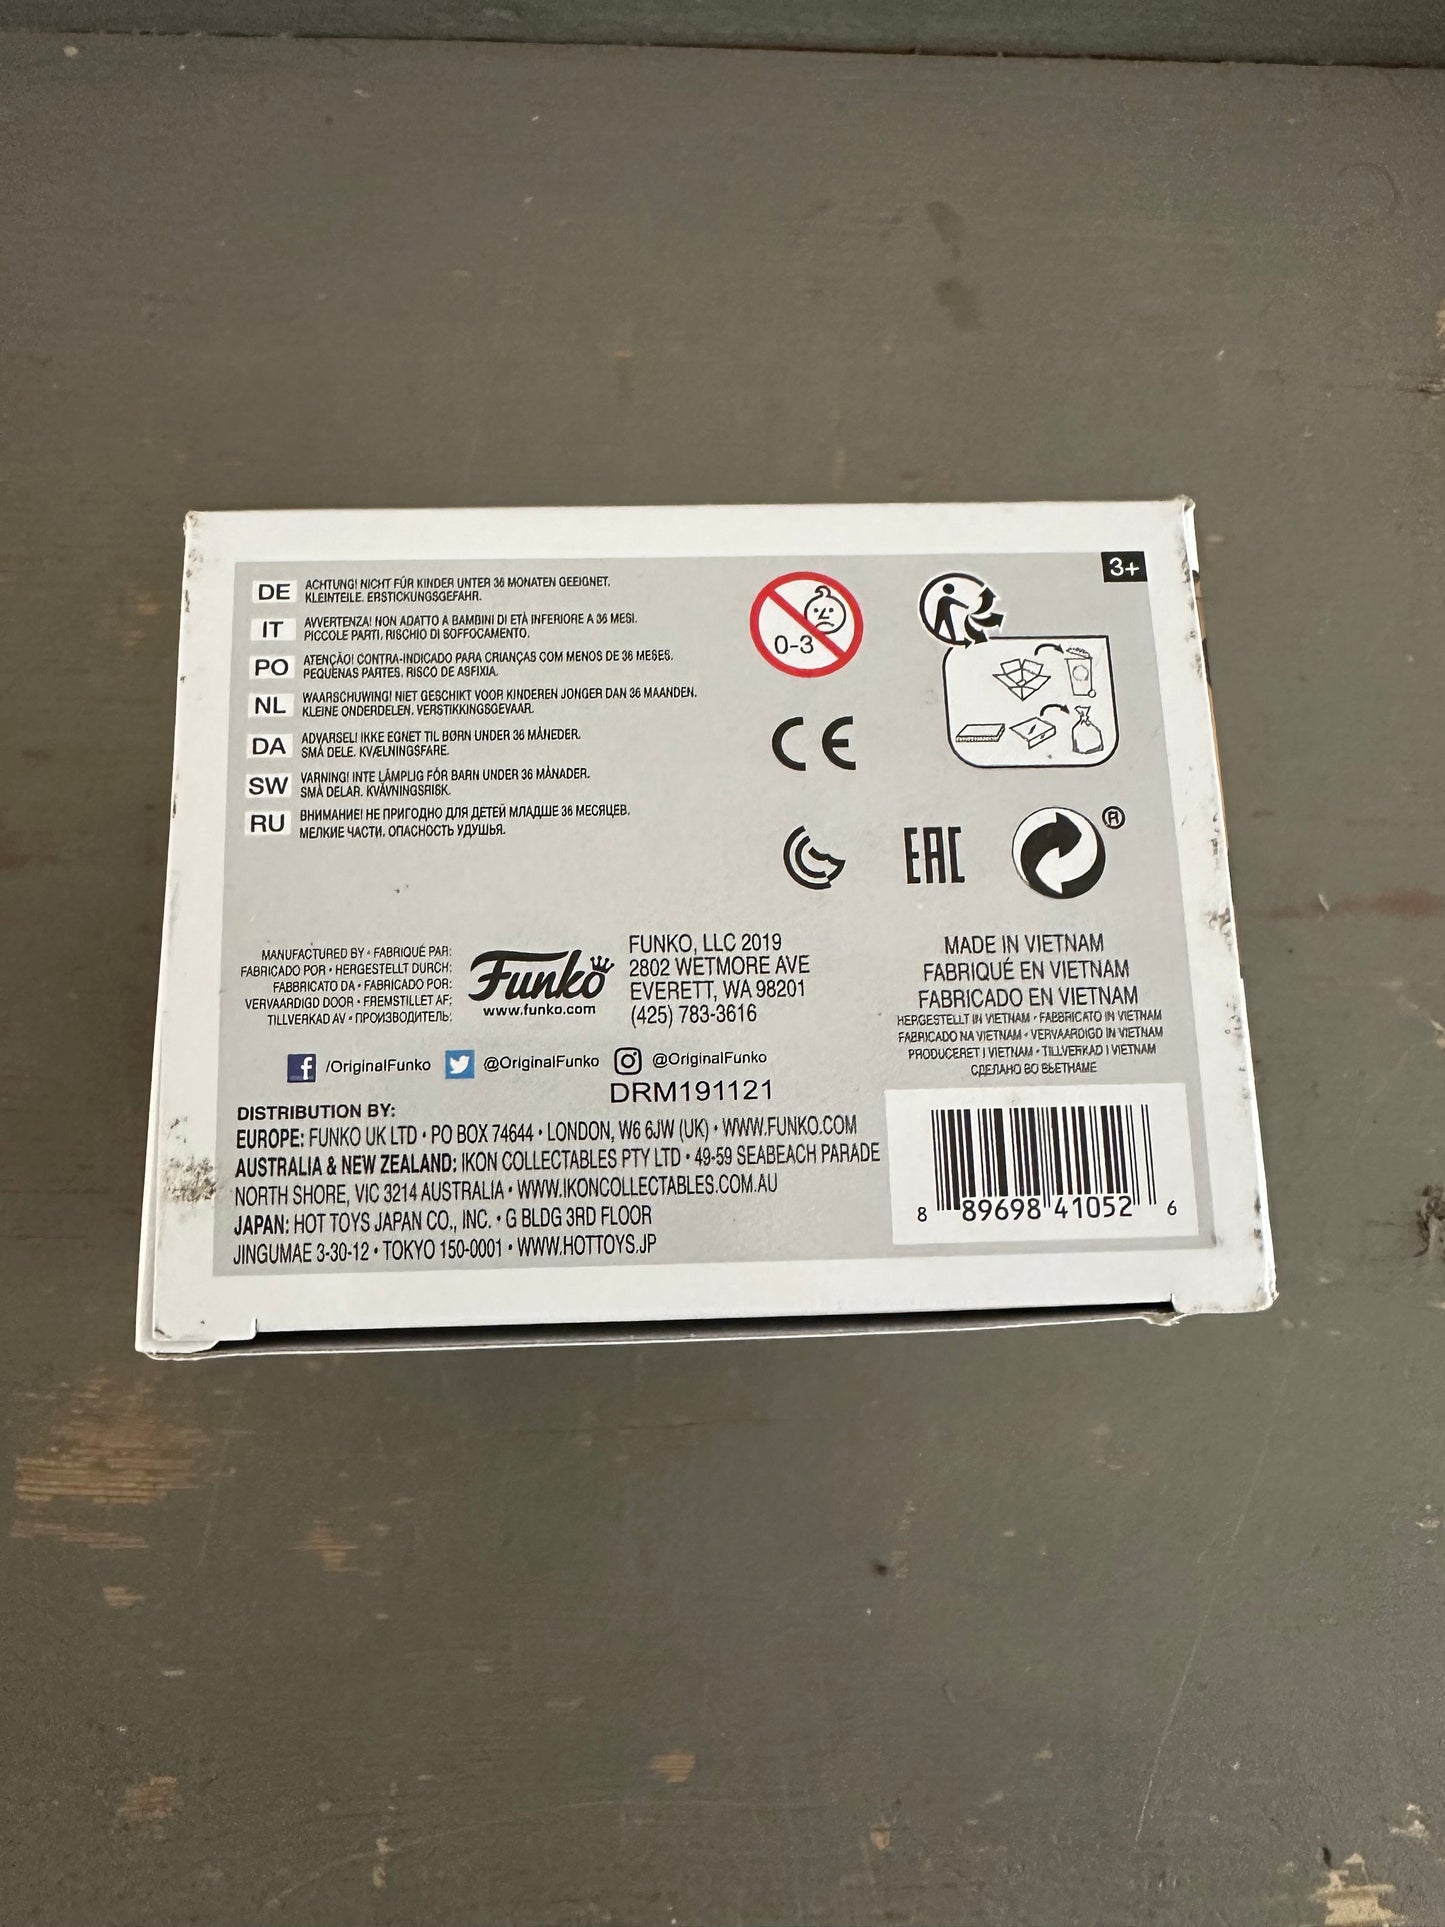 3+
DE ACHTUNG! NICHT FÜR KINDER UNTER 36 MONATEN GEEIGNET.
KLEINTEILE. ERSTICKUNGSGEFAHR.
IT AVVERTENZA! NON ADATTO A BAMBINI DI ETÀ INFERIORE A 36 MESI.
PICCOLE PARTI. RISCHIO DI SOFFOCAMENTO.
PO ATENÇÃO! CONTRA-INDICADO PARA CRIANÇAS COM MENOS DE 36 MESES.
PEQUENAS PARTES. RISCO DE ASFIXIA.
NL WAARSCHUWING! NIET GESCHIKT VOOR KINDEREN JONGER DAN 36 MAANDEN.
KLEINE ONDERDELEN. VERSTIKKINGSGEVAAR.
DA ADVARSEL! IKKE EGNET TIL BØRN UNDER 36 MÅNEDER.
SMÅ DELE. KVÆLNINGSFARE.
SW VARNING! INTE LÄMPLIG FÖR BARN UNDER 36 MÅNADER.
SMÅ DELAR. KVÄVNINGSRISK.
RU ВНИМАНИЕ! НЕ ПРИГОДНО ДЛЯ ДЕТЕЙ МЛАДШЕ 36 МЕСЯЦЕВ.
МЕЛКИЕ ЧАСТИ. ОПАСНОСТЬ УДУШЬЯ.
0-3
CE
EAC
®
MANUFACTURED BY • FABRIQUÉ PAR:
FABRICADO POR • HERGESTELLT DURCH:
FABBRICATO DA • FABRICADO POR:
VERVAARDIGD DOOR • FREMSTILLET AF:
TILLVERKAD AV • ПРОИЗВОДИТЕЛЬ:
Funko
www.funko.com
FUNKO, LLC 2019
2802 WETMORE AVE
EVERETT, WA 98201
(425) 783-3616
MADE IN VIETNAM
FABRIQUÉ EN VIETNAM
FABRICADO EN VIETNAM
HERGESTELLT IN VIETNAM • FABBRICATO IN VIETNAM
FABRICADO NA VIETNAM • VERVAARDIGD IN VIETNAM
PRODUCERET I VIETNAM • TILLVERKAD I VIETNAM
СДЕЛАНО ВО ВЬЕТНАМЕ
/OriginalFunko @OriginalFunko @OriginalFunko
DRM191121
DISTRIBUTION BY:
EUROPE: FUNKO UK LTD • PO BOX 74644 • LONDON, W6 6JW (UK) • WWW.FUNKO.COM
AUSTRALIA & NEW ZEALAND: IKON COLLECTABLES PTY LTD • 49-59 SEABEACH PARADE
NORTH SHORE, VIC 3214 AUSTRALIA • WWW.IKONCOLLECTABLES.COM.AU
JAPAN: HOT TOYS JAPAN CO., INC. • G BLDG 3RD FLOOR
JINGUMAE 3-30-12 • TOKYO 150-0001 • WWW.HOTTOYS.JP
8 89698 41052 6